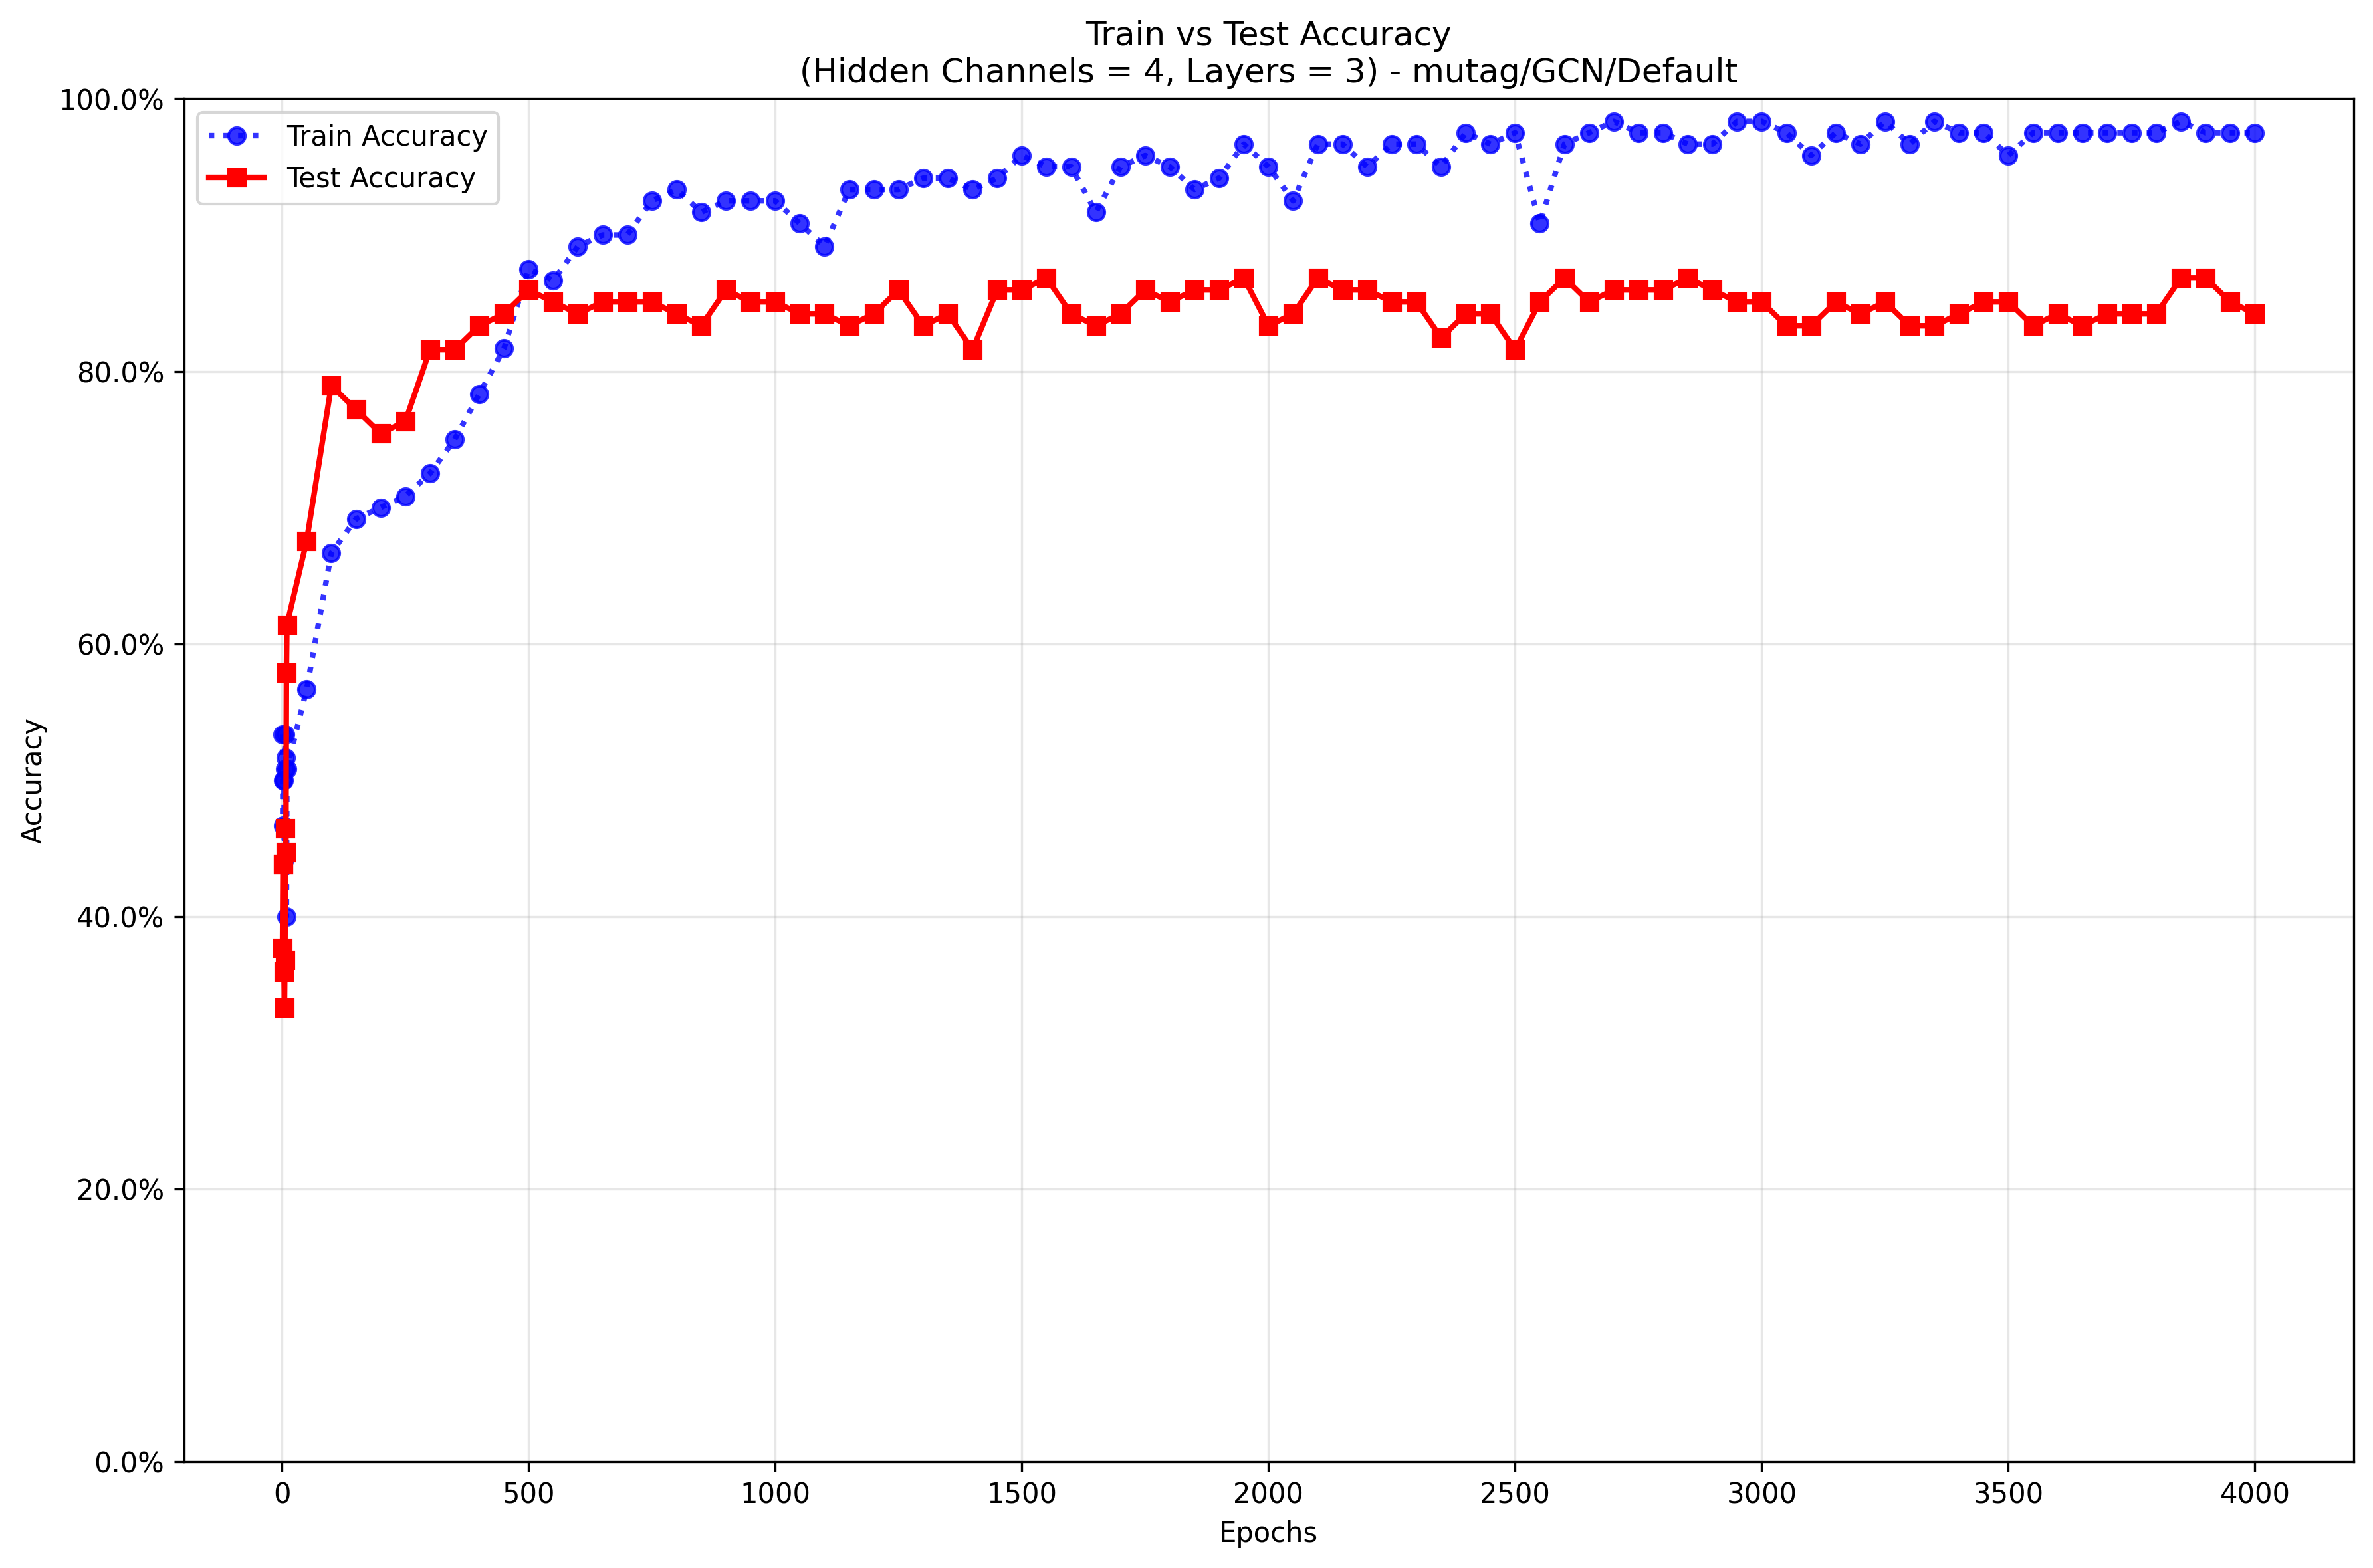 Train vs Test Accuracy
(Hidden Channels = 4, Layers = 3) - mutag/GCN/Default
Train Accuracy
Test Accuracy
100.0%
80.0%
60.0%
40.0%
20.0%
0.0%
Accuracy
0 500 1000 1500 2000 2500 3000 3500 4000
Epochs